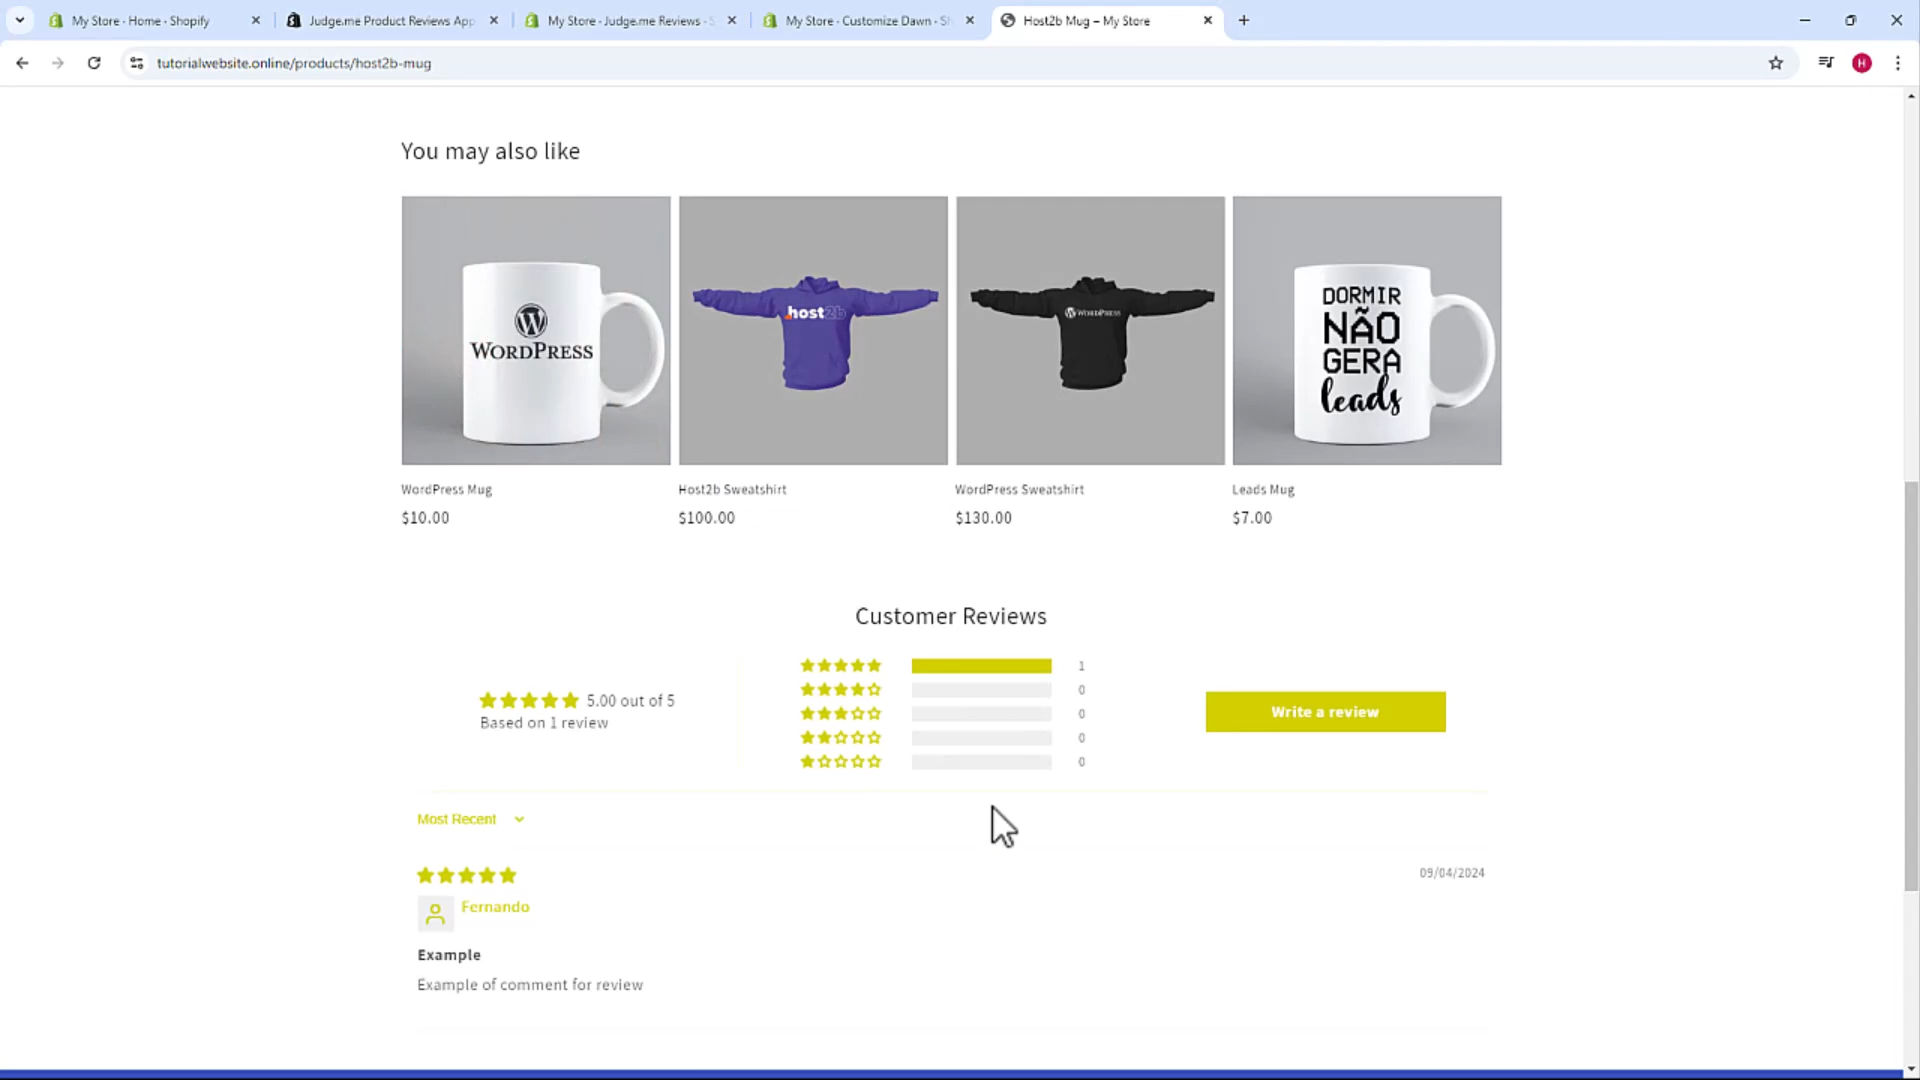 My Store · Home · Shopify
Judge.me Product Reviews App
My Store · Judge.me Reviews · S
My Store · Customize Dawn · Sh
Host2b Mug – My Store
tutorialwebsite.online/products/host2b-mug
H
You may also like
W
WORDPRESS
.host2b
WORDPRESS
DORMIR
NÃO
GERA
leads
WordPress Mug
Host2b Sweatshirt
WordPress Sweatshirt
Leads Mug
$10.00
$100.00
$130.00
$7.00
Customer Reviews
5.00 out of 5
Based on 1 review
1
0
0
0
0
Write a review
Most Recent
09/04/2024
Fernando
Example
Example of comment for review